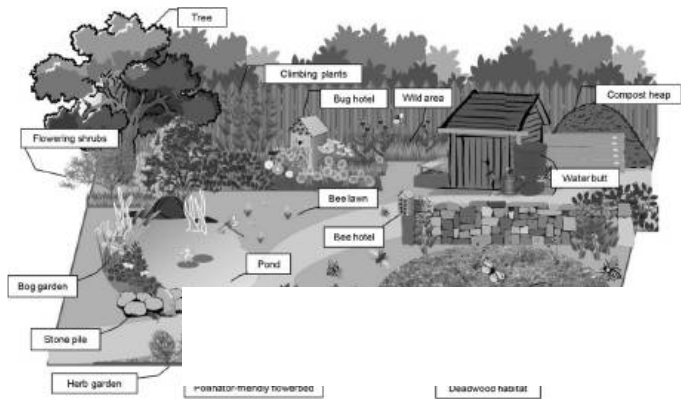 Tree
Climbing plants
Bug hotel
Wild area
Compost heap
Flowering shrubs
Water butt
Bee lawn
Bee hotel
Pond
Bog garden
Stone pile
Herb garden
Pollinator-friendly flowerbed
Deadwood habitat